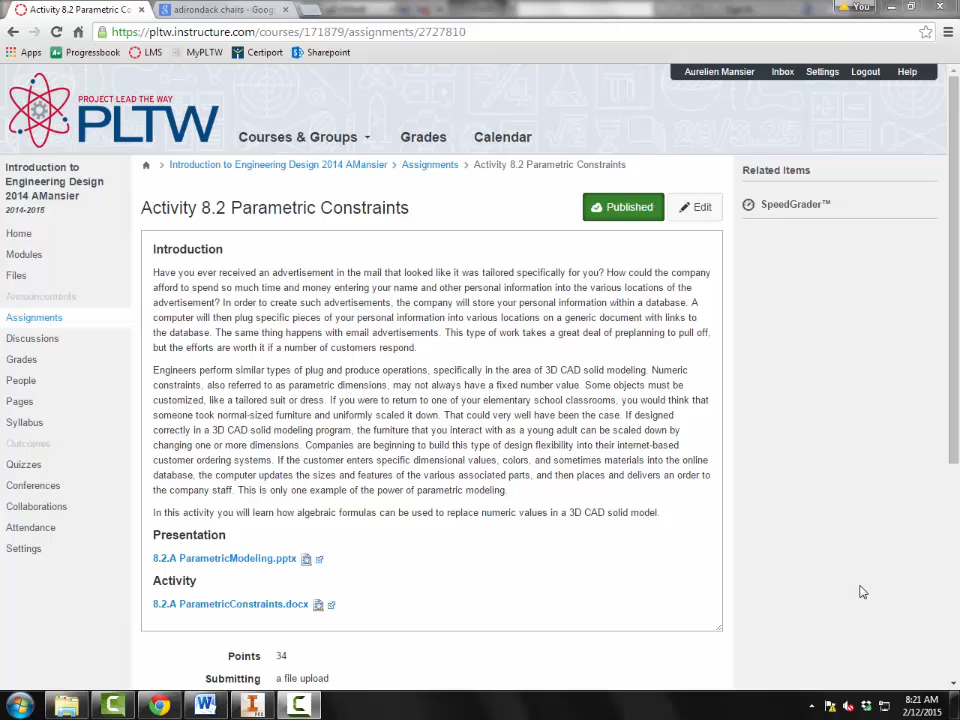 Activity 8.2 Parametric Co
adirondack chairs - Goog
You
https://pltw.instructure.com/courses/171879/assignments/2727810
Apps
Progressbook
LMS
MyPLTW
Certiport
Sharepoint
Aurelien Mansier
Inbox
Settings
Logout
Help
PROJECT LEAD THE WAY
PLTW
Courses & Groups
Grades
Calendar
Introduction to
Engineering Design
2014 AMansier
2014-2015
Home
Modules
Files
Announcements
Assignments
Discussions
Grades
People
Pages
Syllabus
Outcomes
Quizzes
Conferences
Collaborations
Attendance
Settings
Introduction to Engineering Design 2014 AMansier > Assignments > Activity 8.2 Parametric Constraints
Activity 8.2 Parametric Constraints
Published
Edit
Related Items
SpeedGrader™
Introduction
Have you ever received an advertisement in the mail that looked like it was tailored specifically for you? How could the company
afford to spend so much time and money entering your name and other personal information into the various locations of the
advertisement? In order to create such advertisements, the company will store your personal information within a database. A
computer will then plug specific pieces of your personal information into various locations on a generic document with links to
the database. The same thing happens with email advertisements. This type of work takes a great deal of preplanning to pull off,
but the efforts are worth it if a number of customers respond.
Engineers perform similar types of plug and produce operations, specifically in the area of 3D CAD solid modeling. Numeric
constraints, also referred to as parametric dimensions, may not always have a fixed number value. Some objects must be
customized, like a tailored suit or dress. If you were to return to one of your elementary school classrooms, you would think that
someone took normal-sized furniture and uniformly scaled it down. That could very well have been the case. If designed
correctly in a 3D CAD solid modeling program, the furniture that you interact with as a young adult can be scaled down by
changing one or more dimensions. Companies are beginning to build this type of design flexibility into their internet-based
customer ordering systems. If the customer enters specific dimensional values, colors, and sometimes materials into the online
database, the computer updates the sizes and features of the various associated parts, and then places and delivers an order to
the company staff. This is only one example of the power of parametric modeling.
In this activity you will learn how algebraic formulas can be used to replace numeric values in a 3D CAD solid model.
Presentation
8.2.A ParametricModeling.pptx
Activity
8.2.A ParametricConstraints.docx
Points 34
Submitting a file upload
8:21 AM
2/12/2015